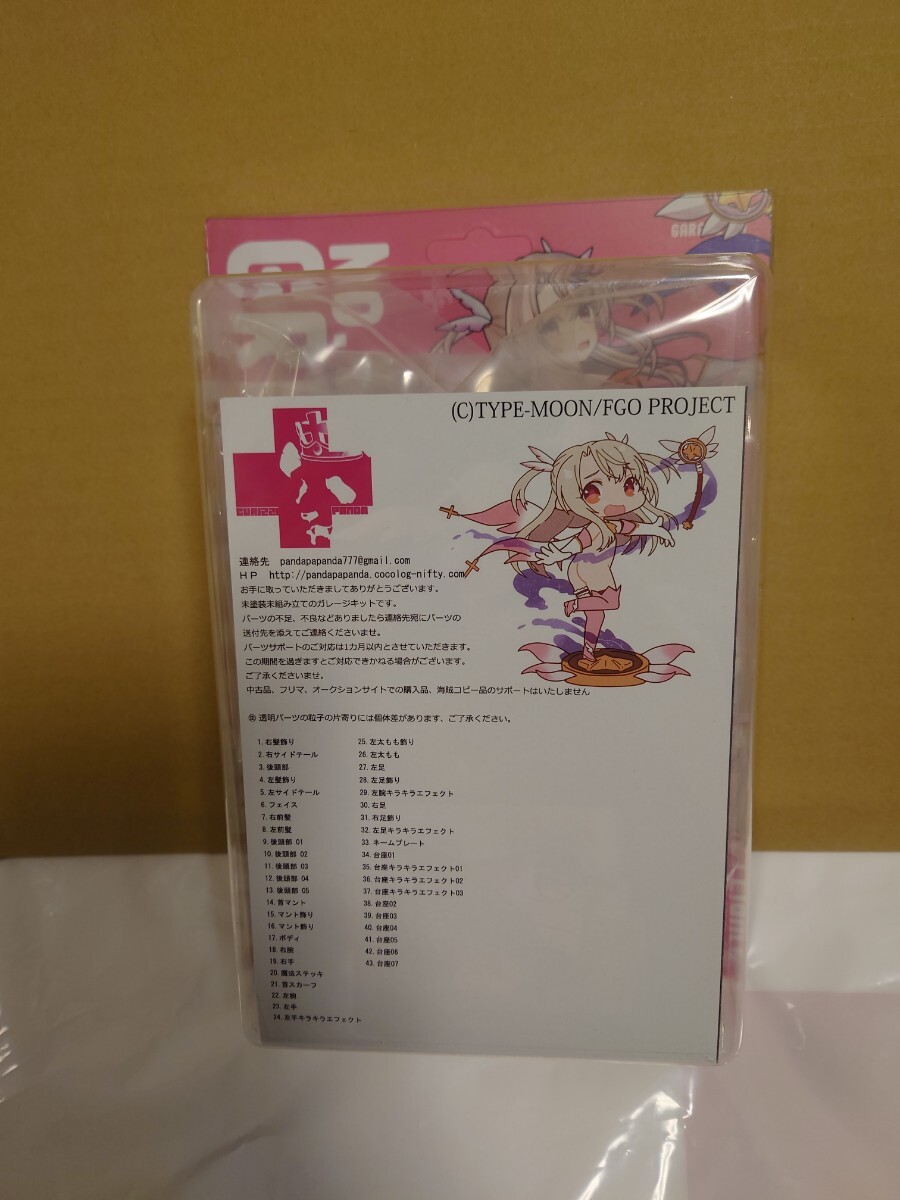 GARA
(C)TYPE-MOON/FGO PROJECT
PANDA
連絡先 pandapapanda777@gmail.com
HP http://pandapapanda.cocolog-nifty.com
お手に取っていただきましてありがとうございます。
未塗装未組み立てのガレージキットです。
パーツの不足、不良などありましたら連絡先宛にパーツの
送付先を添えてご連絡くださいませ。
パーツサポートのご対応は1カ月以内とさせていただきます。
この期間を過ぎますとご対応できかねる場合がございます。
ご了承くださいませ。
中古品、フリマ、オークションサイトでの購入品、海賊コピー品のサポートはいたしません
透明パーツの粒子の片寄りには個体差があります、ご了承ください。
1. 右髪飾り
2. 右サイドテール
3. 後頭部
4. 左髪飾り
5. 左サイドテール
6. フェイス
7. 右前髪
8. 左前髪
9. 後頭部 01
10. 後頭部 02
11. 後頭部 03
12. 後頭部 04
13. 後頭部 05
14. 首マント
15. マント飾り
16. マント飾り
17. ボディ
18. 右腕
19. 右手
20. 魔法ステッキ
21. 首スカーフ
22. 左腕
23. 左手
24. 左手キラキラエフェクト
25. 左太もも飾り
26. 左太もも
27. 左足
28. 左足飾り
29. 左腕キラキラエフェクト
30. 右足
31. 右足飾り
32. 左足キラキラエフェクト
33. ネームプレート
34. 台座01
35. 台座キラキラエフェクト01
36. 台座キラキラエフェクト02
37. 台座キラキラエフェクト03
38. 台座02
39. 台座03
40. 台座04
41. 台座05
42. 台座06
43. 台座07